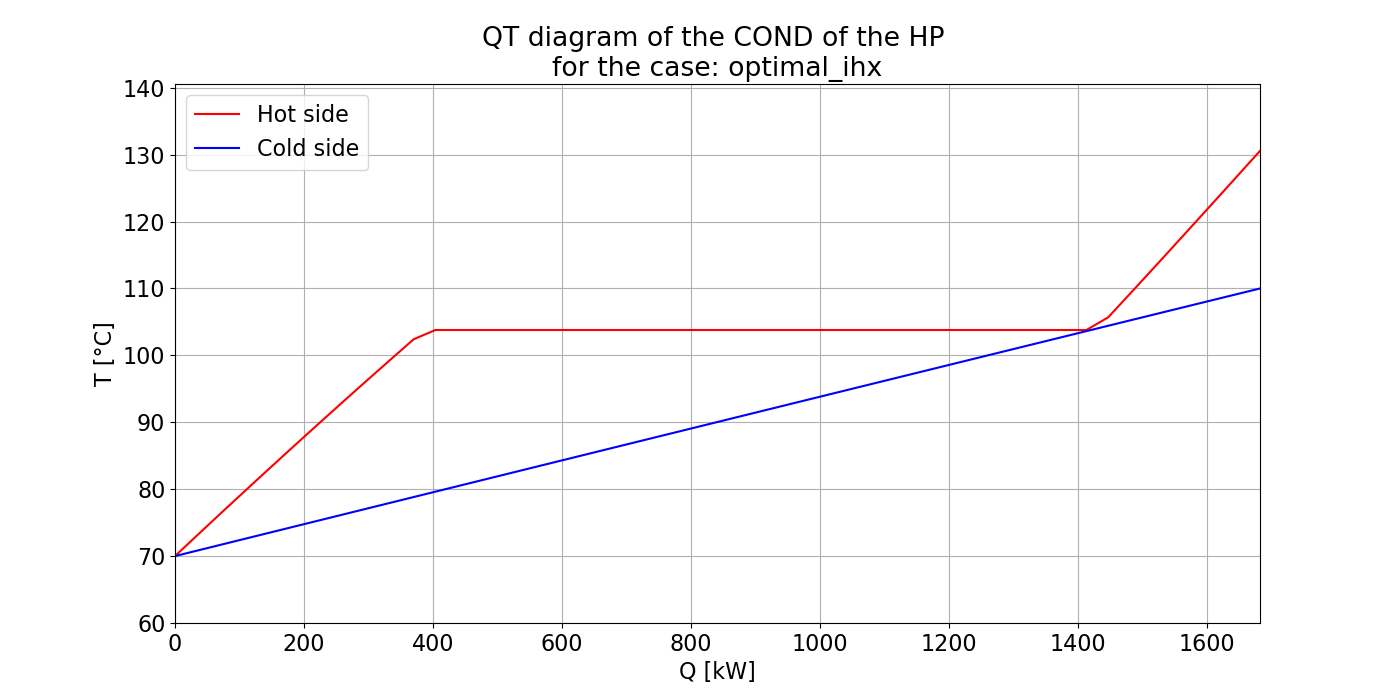 QT diagram of the COND of the HP
for the case: optimal_ihx
140
130
120
110
100
90
80
70
60
T [°C]
Hot side
Cold side
0 200 400 600 800 1000 1200 1400 1600
Q [kW]